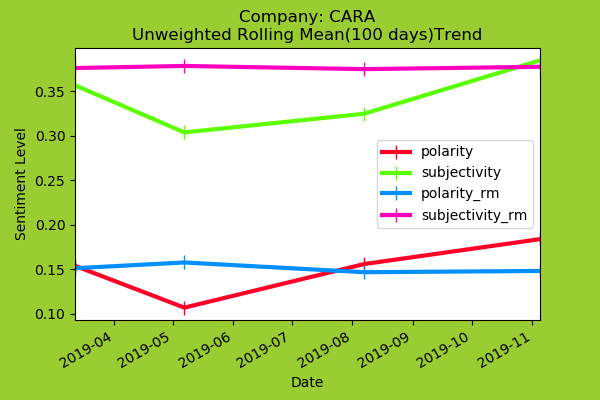 Company: CARA
Unweighted Rolling Mean(100 days)Trend
Sentiment Level
0.35
0.30
0.25
0.20
0.15
0.10
polarity
subjectivity
polarity_rm
subjectivity_rm
2019-04
2019-05
2019-06
2019-07
2019-08
2019-09
2019-10
2019-11
Date